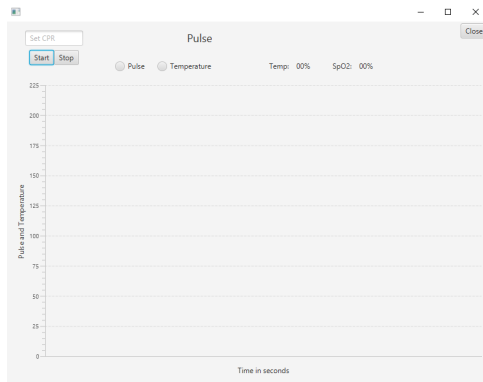 Close
Set CPR
Pulse
Start Stop
Pulse Temperature Temp: 00% SpO2: 00%
225
200
175
150
125
100
75
50
25
0
Pulse and Temperature
Time in seconds